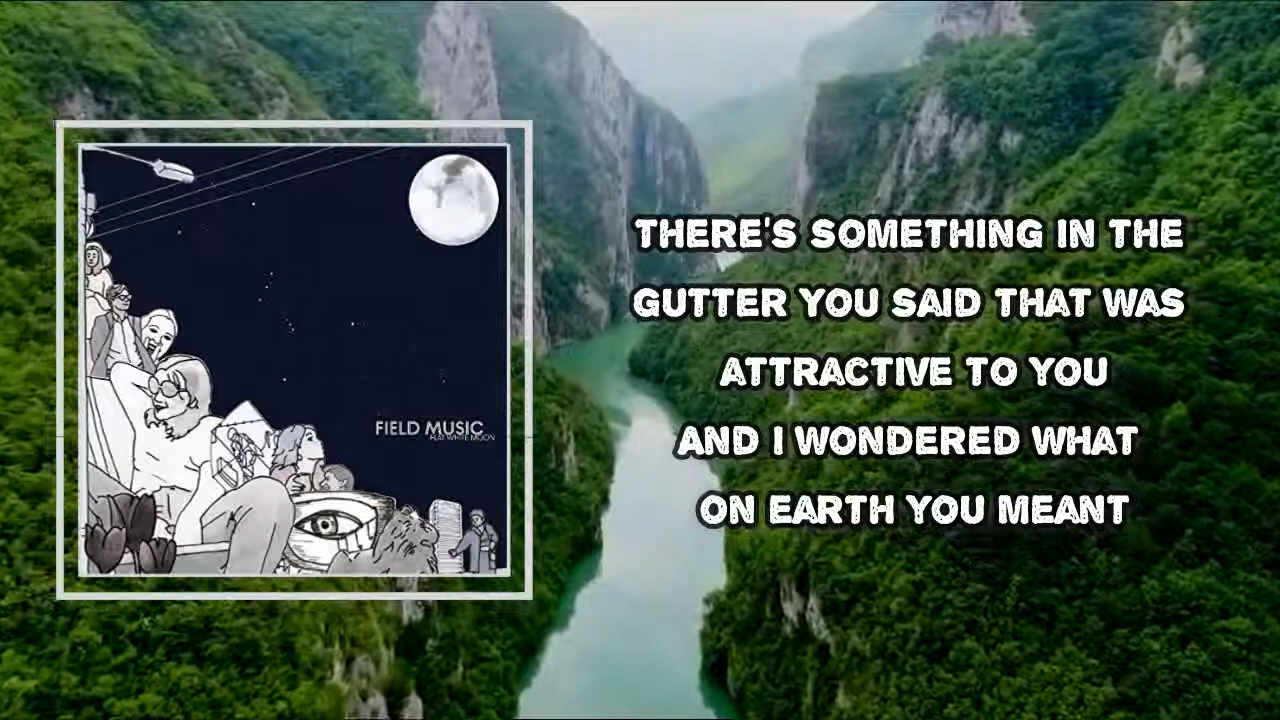 FIELD MUSIC
FLAT WHITE MOON
THERE'S SOMETHING IN THE
GUTTER YOU SAID THAT WAS
ATTRACTIVE TO YOU
AND I WONDERED WHAT
ON EARTH YOU MEANT